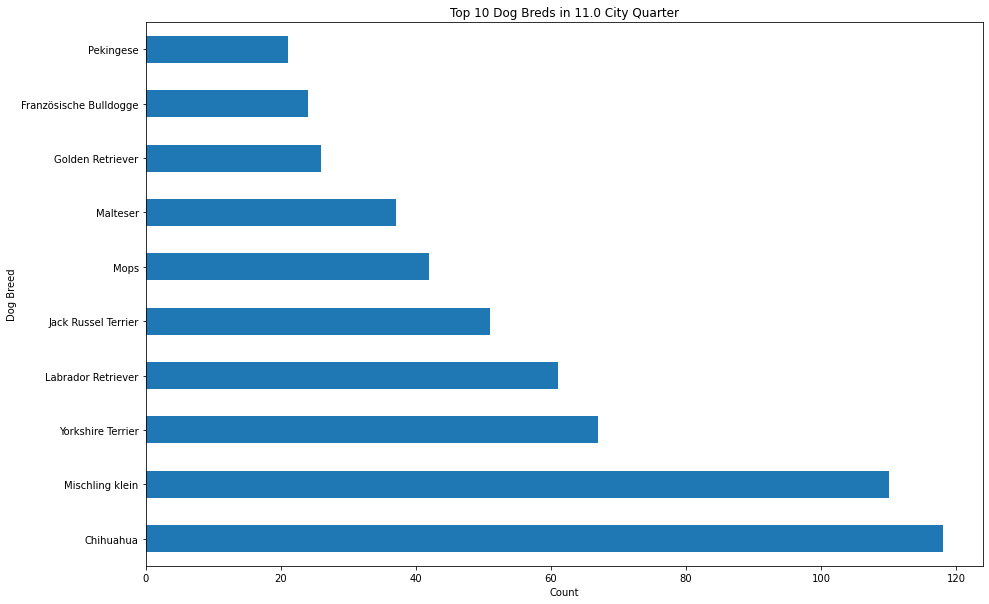 Top 10 Dog Breds in 11.0 City Quarter
Dog Breed
Pekingese
Französische Bulldogge
Golden Retriever
Malteser
Mops
Jack Russel Terrier
Labrador Retriever
Yorkshire Terrier
Mischling klein
Chihuahua
0 20 40 60 80 100 120
Count